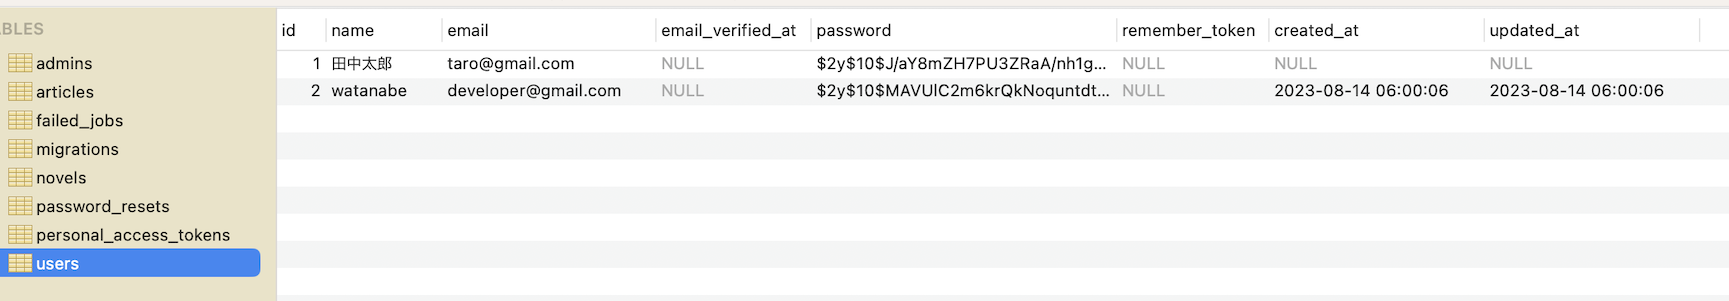 ABLES
admins
articles
failed_jobs
migrations
novels
password_resets
personal_access_tokens
users
id name email email_verified_at password remember_token created_at updated_at
1 田中太郎 taro@gmail.com NULL $2y$10$J/aY8mZH7PU3ZRaA/nh1g... NULL NULL NULL
2 watanabe developer@gmail.com NULL $2y$10$MAVUlC2m6krQkNoquntdt... NULL 2023-08-14 06:00:06 2023-08-14 06:00:06